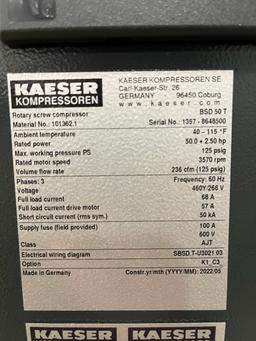 KAESER
KOMPRESSOREN
KAESER KOMPRESSOREN SE
Carl-Kaeser-Str. 26
GERMANY - 96450 Coburg
www.kaeser.com
Rotary screw compressor BSD 50 T
Material No.: 101362.1 Serial No.: 1357 - 8648500
Ambient temperature 40 - 115 °F
Rated power 50.0 + 2.50 hp
Max. working pressure PS 125 psig
Rated motor speed 3570 rpm
Volume flow rate 236 cfm (125 psig)
Phases: 3 Frequency: 60 Hz
Voltage 460Y/266 V
Full load current 68 A
Full load current drive motor 57 A
Short circuit current (rms sym.) 50 kA
Supply fuse (field provided) 100 A
600 V
Class AJT
Electrical wiring diagram SBSD.T-U3021.03
Option K1_C3_
Made in Germany Constr.yr/mth (YYYY/MM): 2022/05
KAESER KAESER